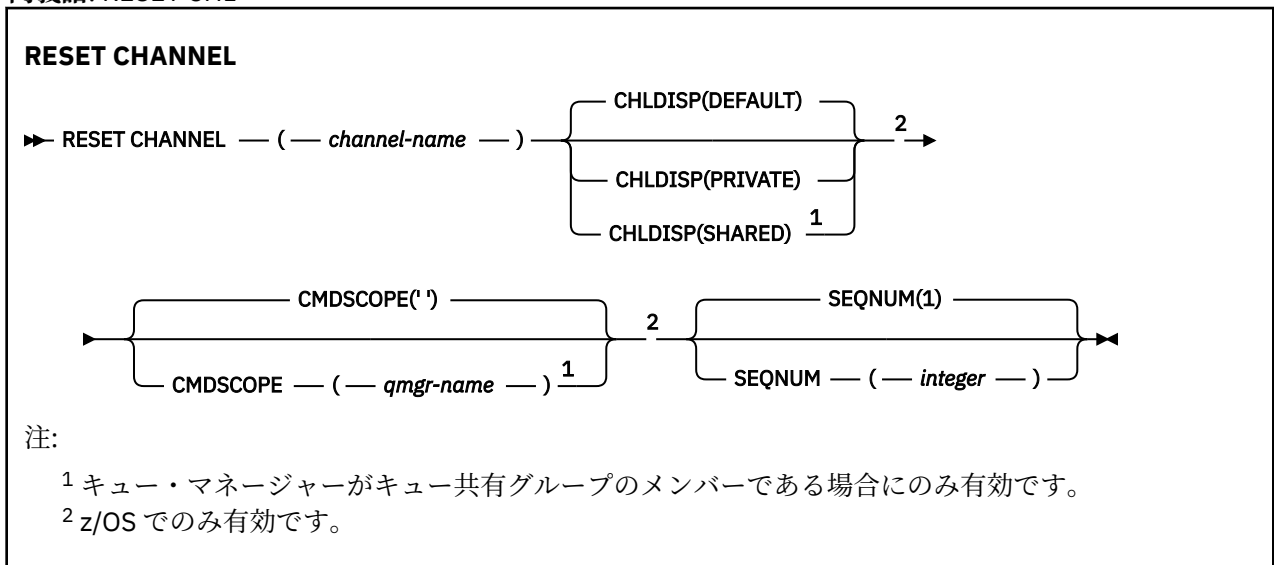 RESET CHANNEL
CHLDISP(DEFAULT)
RESET CHANNEL ( channel-name ) 2
CHLDISP(PRIVATE)
CHLDISP(SHARED) 1
CMDSCOPE(' ') SEQNUM(1)
2
CMDSCOPE ( qmgr-name ) 1 SEQNUM ( integer )
注:
1 キュー・マネージャーがキュー共有グループのメンバーである場合にのみ有効です。
2 z/OS でのみ有効です。